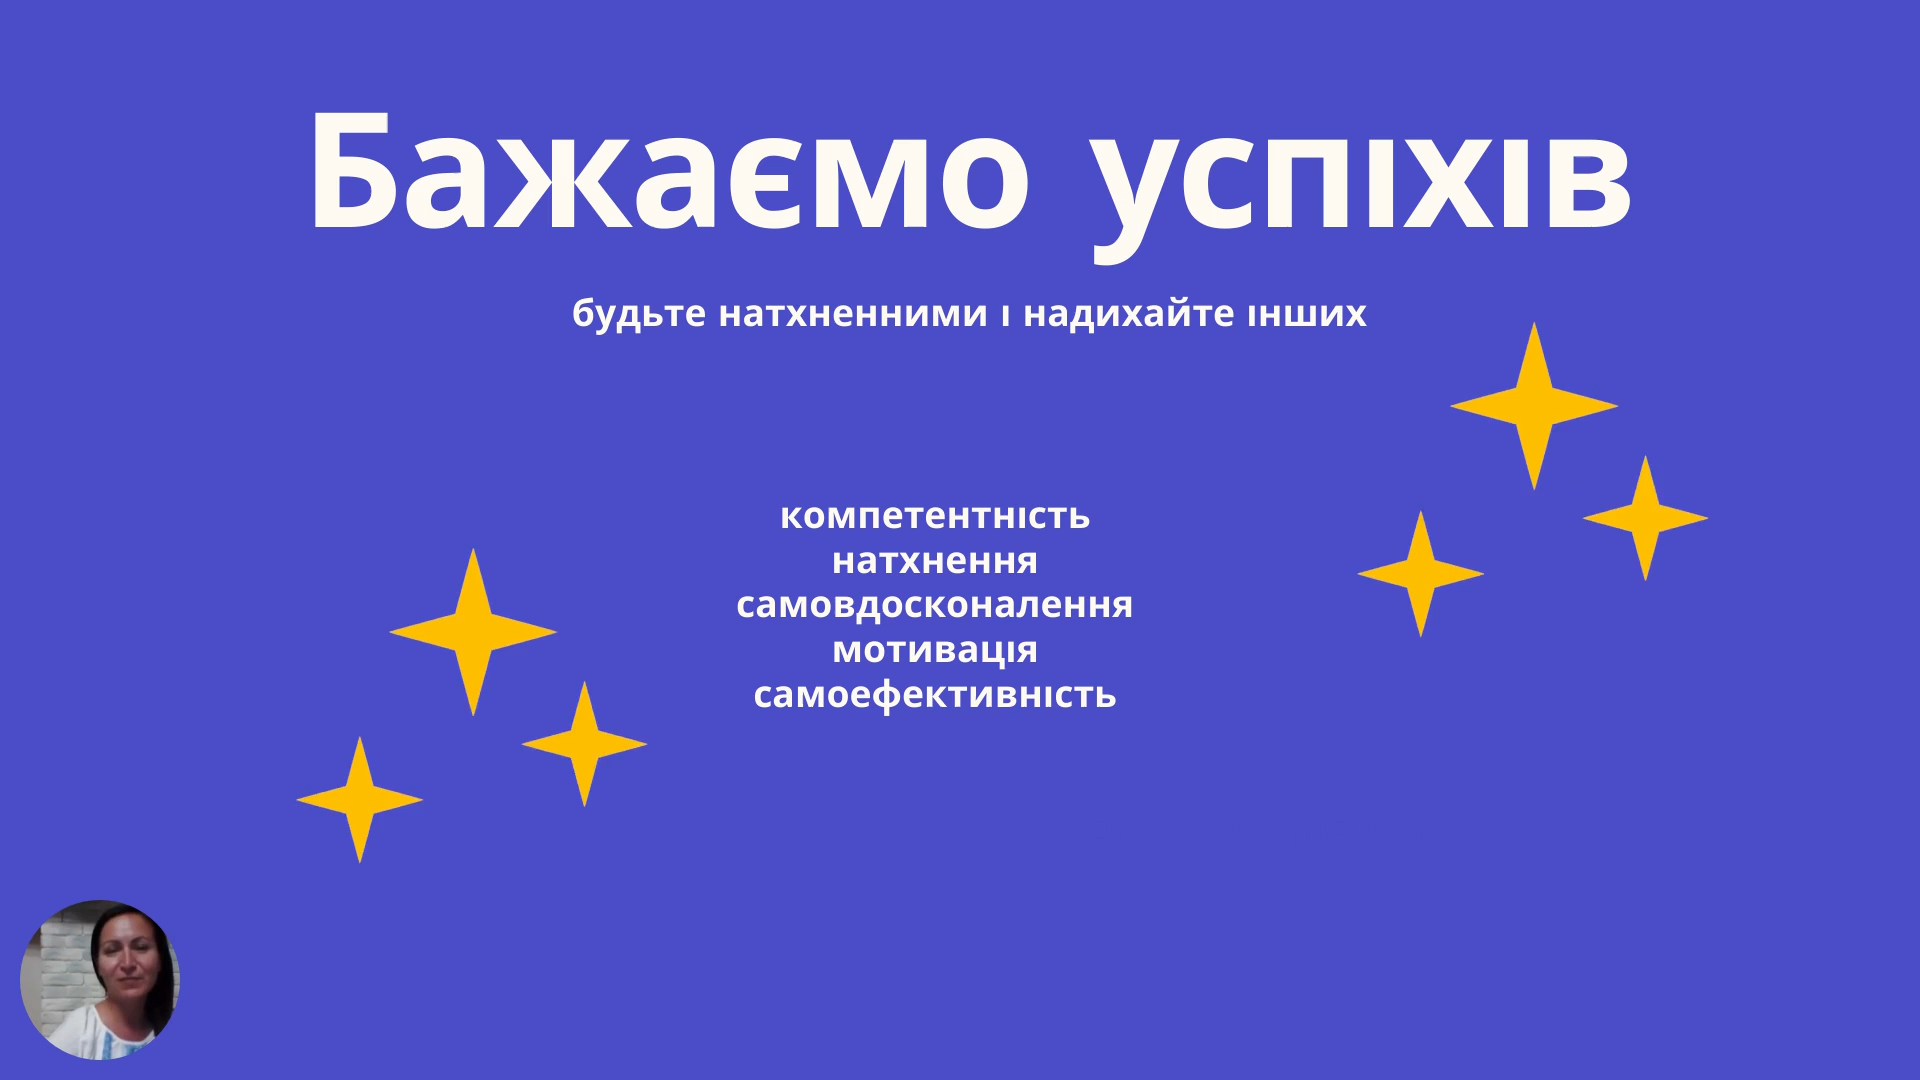 Бажаємо успіхів
будьте натхненними і надихайте інших
компетентність
натхнення
самовдосконалення
мотивація
самоефективність